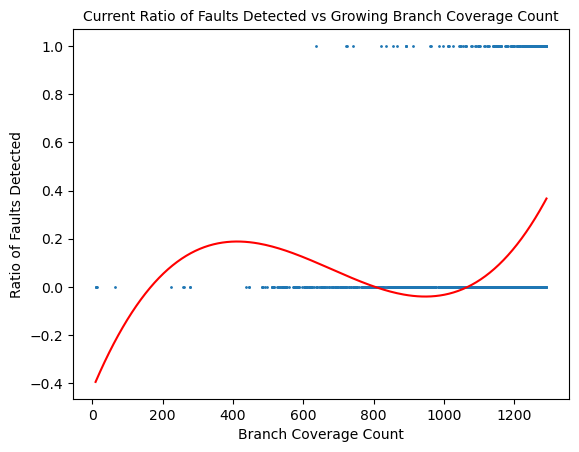 Current Ratio of Faults Detected vs Growing Branch Coverage Count
1.0
0.8
0.6
0.4
0.2
0.0
−0.2
−0.4
Ratio of Faults Detected
0 200 400 600 800 1000 1200
Branch Coverage Count